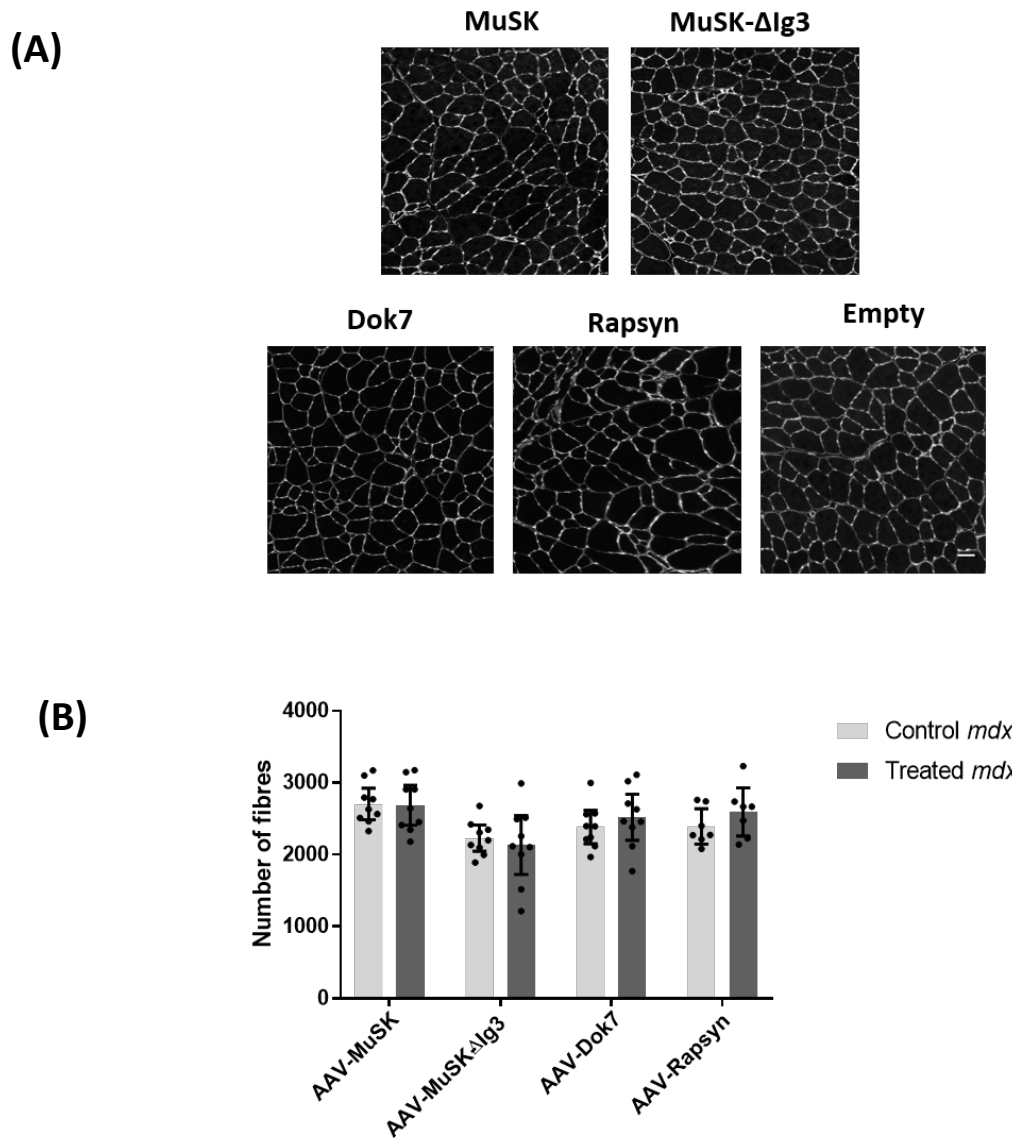 (A)
MuSK
MuSK-ΔIg3
Dok7
Rapsyn
Empty
(B)
Number of fibres
4000
3000
2000
1000
0
AAV-MuSK
AAV-MuSKΔIg3
AAV-Dok7
AAV-Rapsyn
Control mdx
Treated mdx